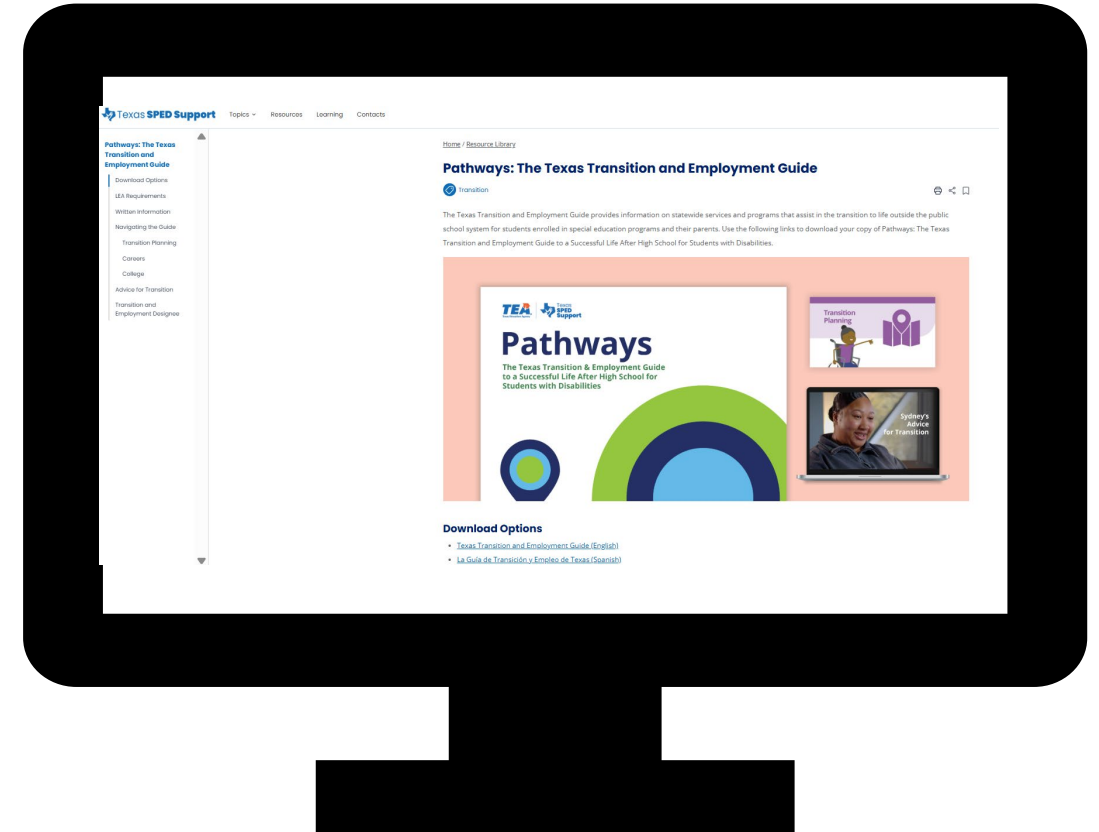 Texas SPED Support
Topics
Resources
Learning
Contacts
Pathways: The Texas
Transition and
Employment Guide
Download Options
LEA Requirements
Written Information
Navigating the Guide
Transition Planning
Careers
College
Advice for Transition
Transition and
Employment Designee
Home / Resource Library
Pathways: The Texas Transition and Employment Guide
Transition
The Texas Transition and Employment Guide provides information on statewide services and programs that assist in the transition to life outside the public
school system for students enrolled in special education programs and their parents. Use the following links to download your copy of Pathways: The Texas
Transition and Employment Guide to a Successful Life After High School for Students with Disabilities.
TEA
Texas
SPED
Support
Pathways
The Texas Transition & Employment Guide
to a Successful Life After High School for
Students with Disabilities
Transition
Planning
Sydney's
Advice
for Transition
Download Options
• Texas Transition and Employment Guide (English)
• La Guía de Transición y Empleo de Texas (Spanish)